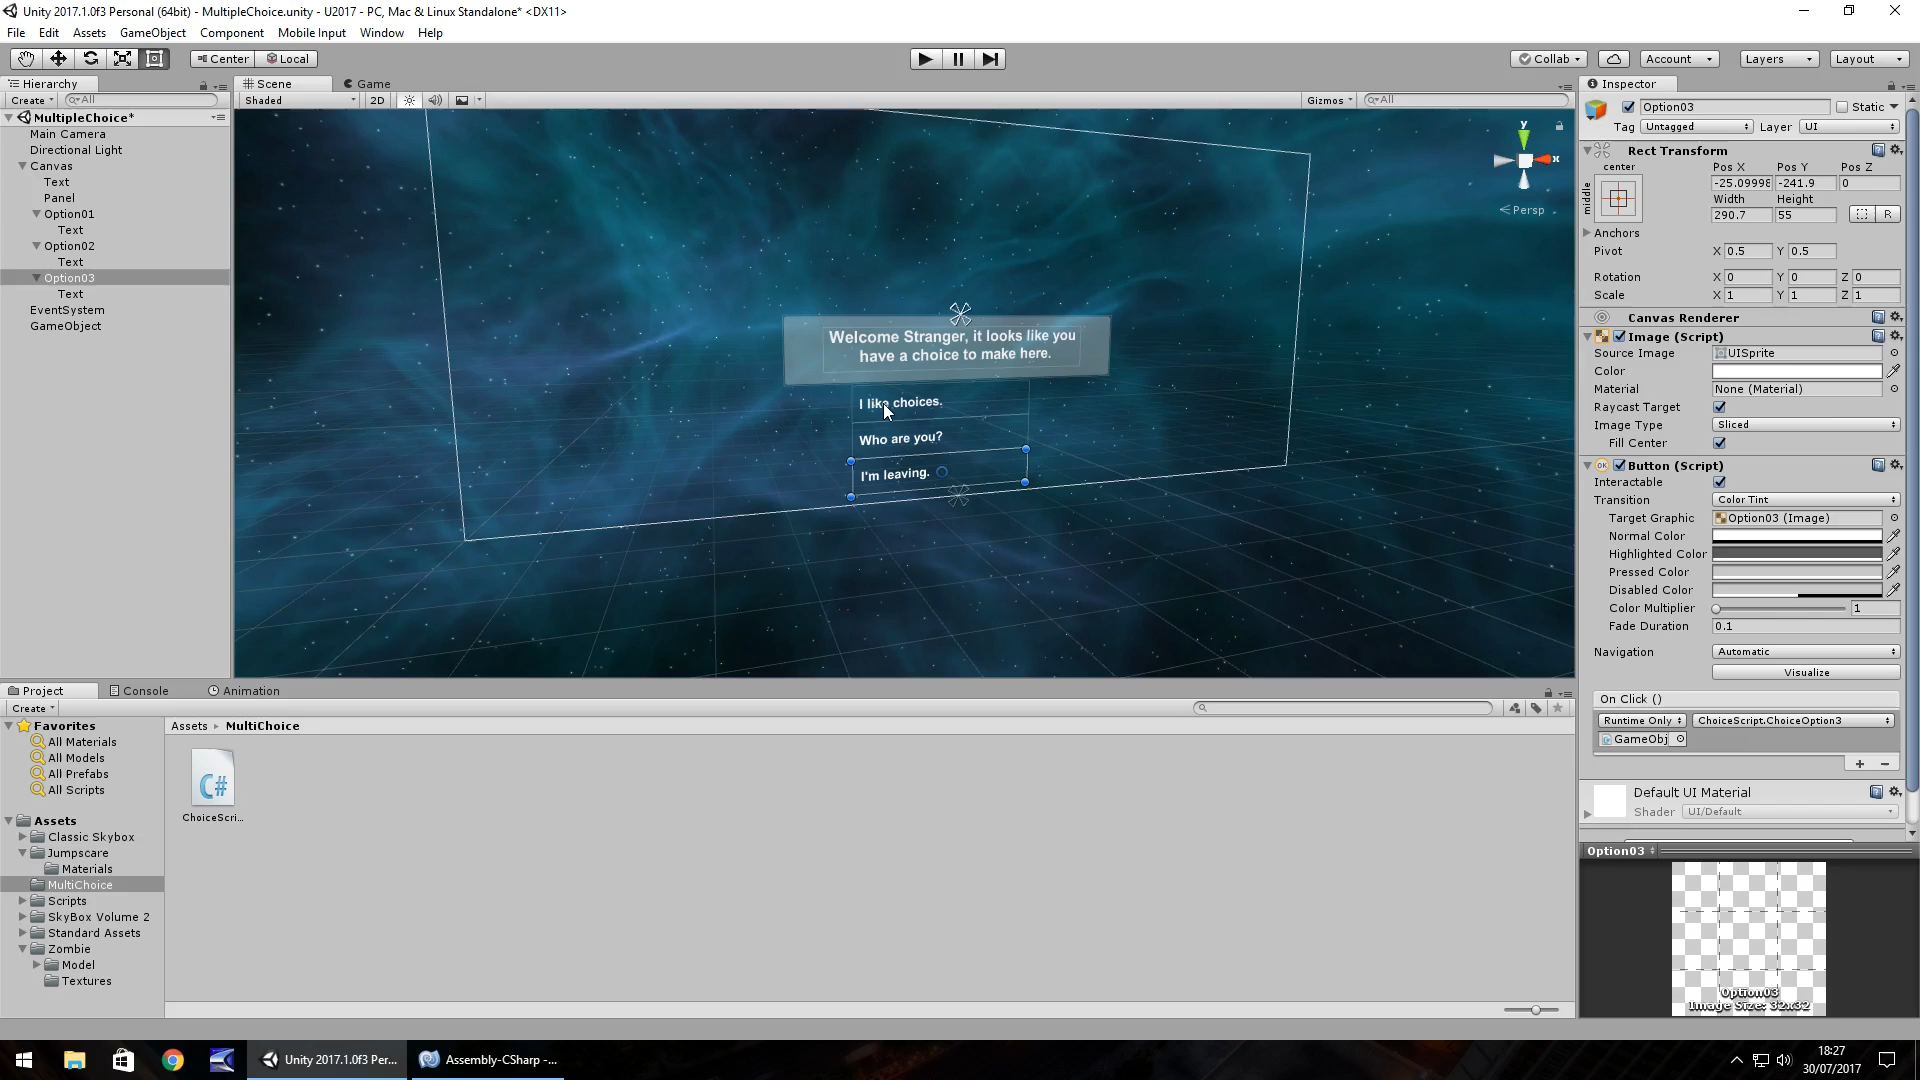 Unity 2017.1.0f3 Personal (64bit) - MultipleChoice.unity - U2017 - PC, Mac & Linux Standalone* <DX11>
File Edit Assets GameObject Component Mobile Input Window Help
Center Local
Collab Account Layers Layout
Hierarchy
Create All
MultipleChoice*
Main Camera
Directional Light
Canvas
Text
Panel
Option01
Text
Option02
Text
Option03
Text
EventSystem
GameObject
Scene Game
Shaded 2D Gizmos All
y
x
Persp
Welcome Stranger, it looks like you
have a choice to make here.
I like choices.
Who are you?
I'm leaving.
Inspector
Option03 Static
Tag Untagged Layer UI
Rect Transform
center
middle
Pos X Pos Y Pos Z
-25.09998 -241.9 0
Width Height
290.7 55 R
Anchors
Pivot X 0.5 Y 0.5
Rotation X 0 Y 0 Z 0
Scale X 1 Y 1 Z 1
Canvas Renderer
Image (Script)
Source Image UISprite
Color
Material None (Material)
Raycast Target
Image Type Sliced
Fill Center
OK Button (Script)
Interactable
Transition Color Tint
Target Graphic Option03 (Image)
Normal Color
Highlighted Color
Pressed Color
Disabled Color
Color Multiplier 1
Fade Duration 0.1
Navigation Automatic
Visualize
On Click ()
Runtime Only ChoiceScript.ChoiceOption3
GameObj
Default UI Material
Shader UI/Default
Option03
Option03
Image Size: 32x32
Project Console Animation
Create
Favorites
All Materials
All Models
All Prefabs
All Scripts
Assets
Classic Skybox
Jumpscare
Materials
MultiChoice
Scripts
SkyBox Volume 2
Standard Assets
Zombie
Model
Textures
Assets MultiChoice
C#
ChoiceScri...
Unity 2017.1.0f3 Per...
Assembly-CSharp -...
18:27
30/07/2017